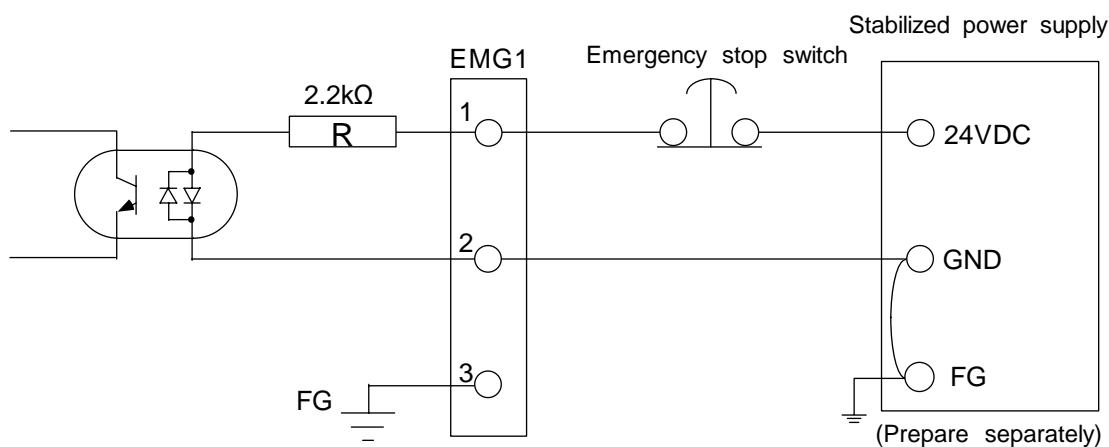 Stabilized power supply
EMG1
Emergency stop switch
2.2kΩ
R
1
24VDC
2
GND
3
FG
FG
(Prepare separately)